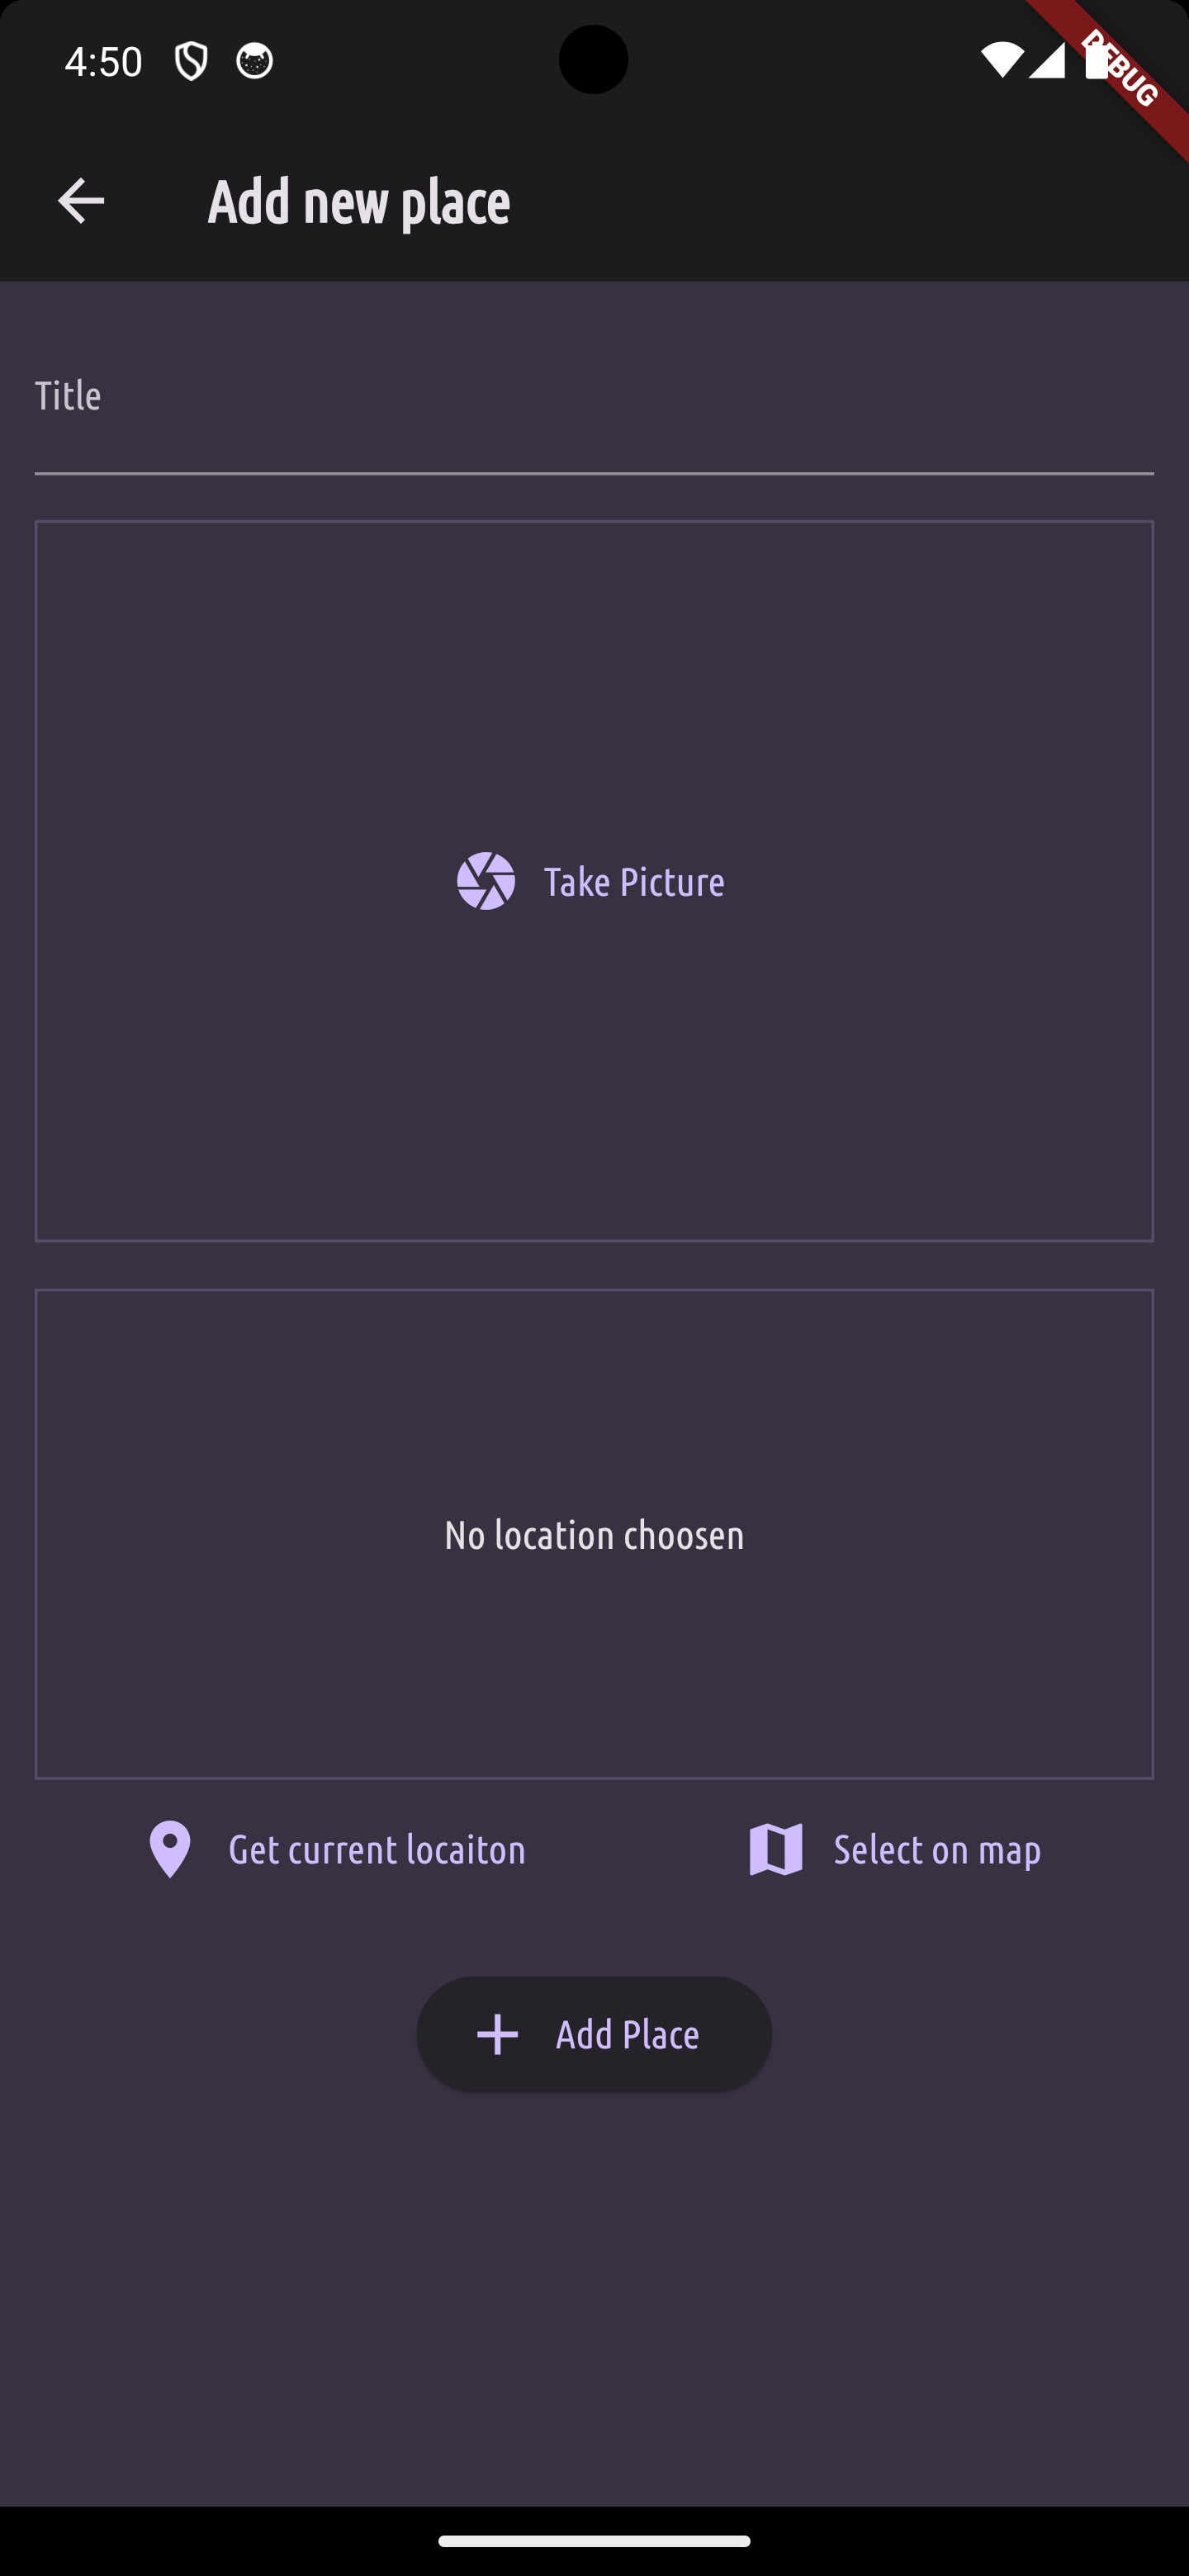 4:50
DEBUG
Add new place
Title
Take Picture
No location choosen
Get current locaiton
Select on map
Add Place